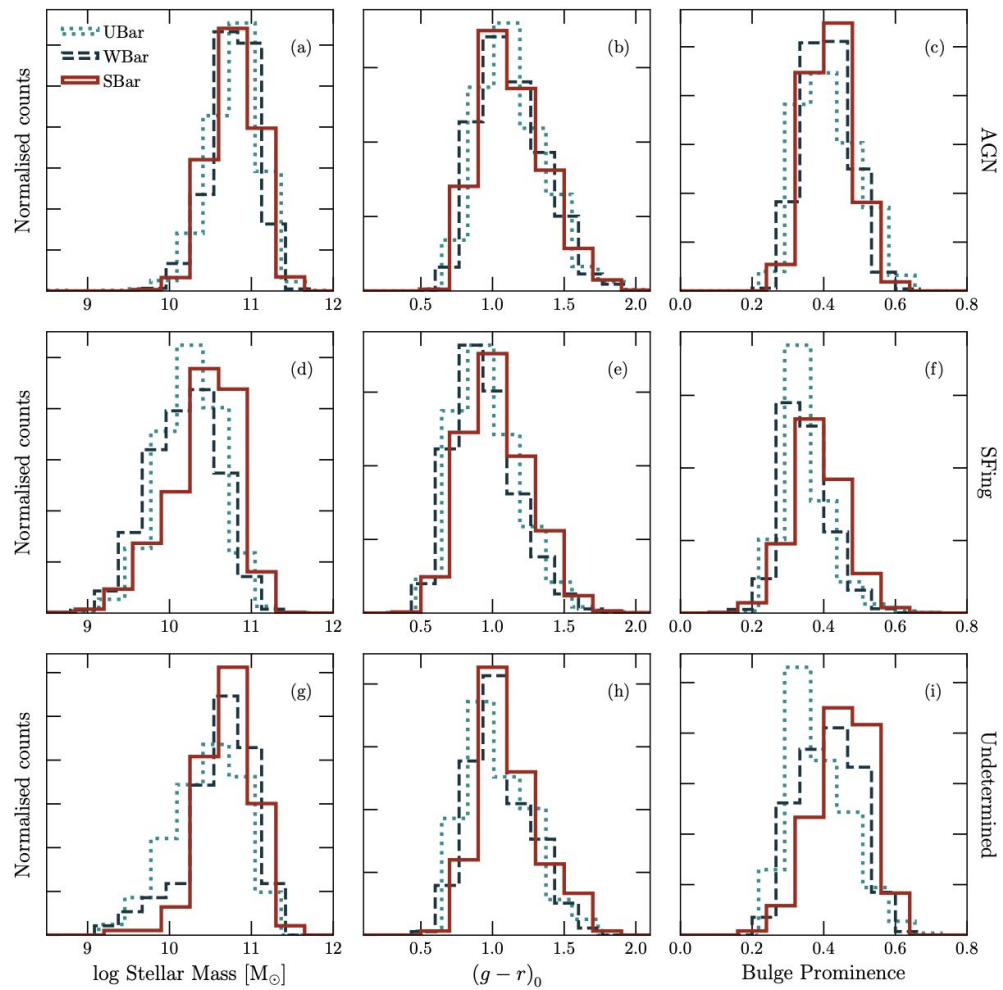 UBar
WBar
SBar
(a)
(b)
(c)
Normalised counts
AGN
9 10 11 12
0.5 1.0 1.5 2.0
0.0 0.2 0.4 0.6 0.8
(d)
(e)
(f)
Normalised counts
SFing
9 10 11 12
0.5 1.0 1.5 2.0
0.0 0.2 0.4 0.6 0.8
(g)
(h)
(i)
Normalised counts
Undetermined
9 10 11 12
0.5 1.0 1.5 2.0
0.0 0.2 0.4 0.6 0.8
log Stellar Mass [M⊙]
(g − r)₀
Bulge Prominence